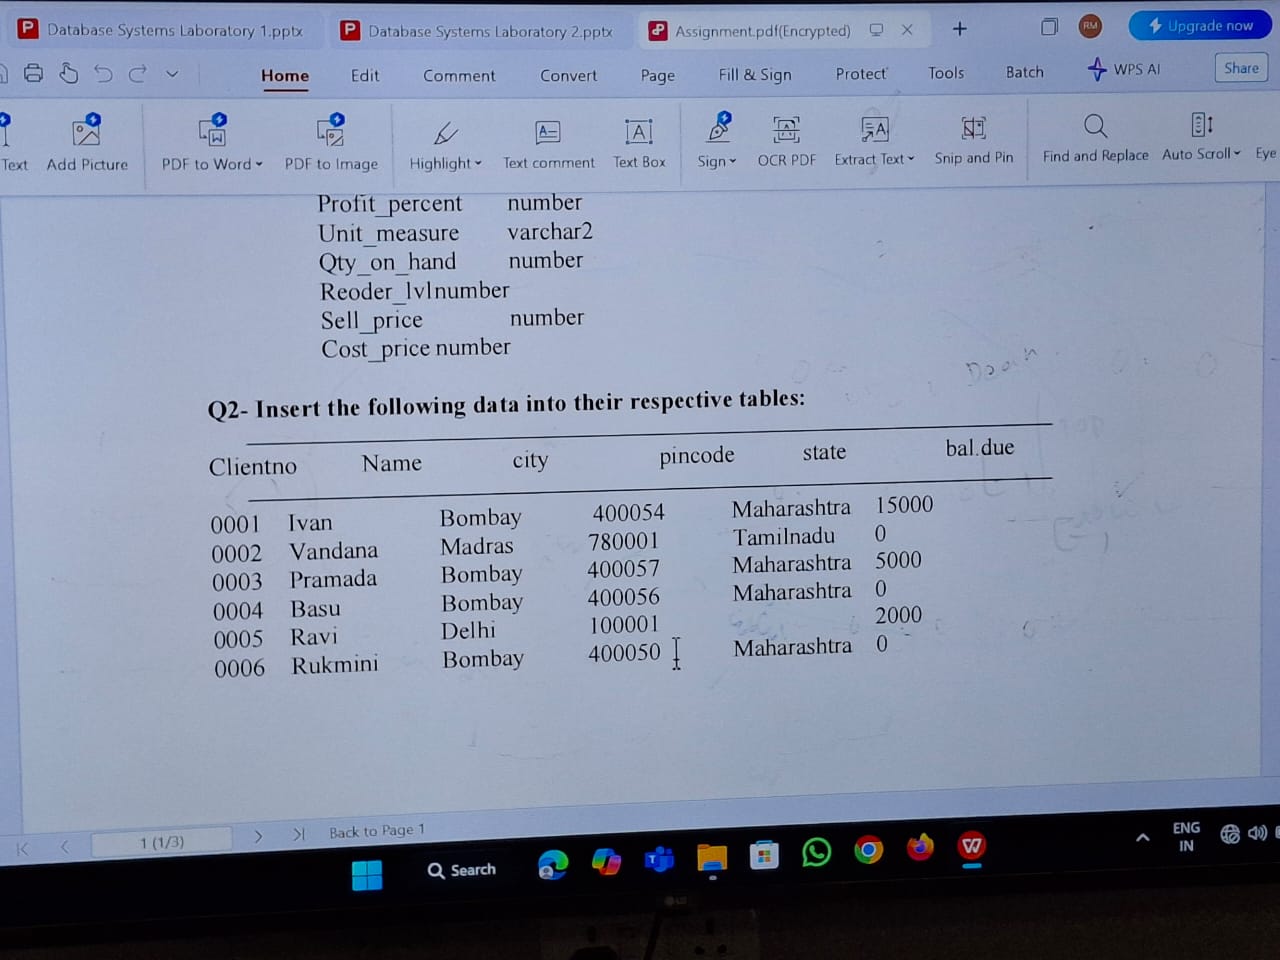 Database Systems Laboratory 1.pptx Database Systems Laboratory 2.pptx Assignment.pdf(Encrypted) RM Upgrade now
Home Edit Comment Convert Page Fill & Sign Protect Tools Batch WPS AI Share
Text Add Picture PDF to Word PDF to Image Highlight Text comment Text Box Sign OCR PDF Extract Text Snip and Pin Find and Replace Auto Scroll Eye
Profit_percent number
Unit_measure varchar2
Qty_on_hand number
Reoder_lvlnumber
Sell_price number
Cost_price number
Q2- Insert the following data into their respective tables:
Clientno Name city pincode state bal.due
0001 Ivan Bombay 400054 Maharashtra 15000
0002 Vandana Madras 780001 Tamilnadu 0
0003 Pramada Bombay 400057 Maharashtra 5000
0004 Basu Bombay 400056 Maharashtra 0
0005 Ravi Delhi 100001 2000
0006 Rukmini Bombay 400050 Maharashtra 0
1 (1/3) Back to Page 1
Search ENG
IN